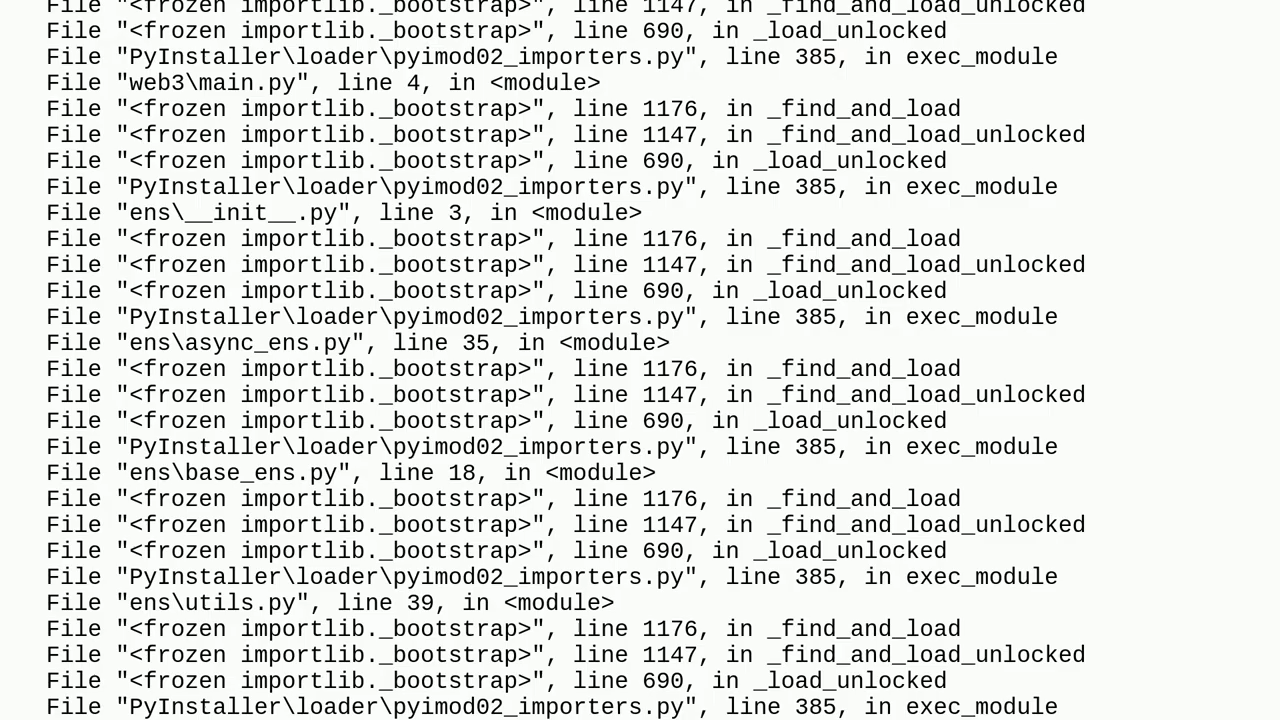 File "<frozen importlib._bootstrap>", line 1147, in _find_and_load_unlocked
File "<frozen importlib._bootstrap>", line 690, in _load_unlocked
File "PyInstaller\loader\pyimod02_importers.py", line 385, in exec_module
File "web3\main.py", line 4, in <module>
File "<frozen importlib._bootstrap>", line 1176, in _find_and_load
File "<frozen importlib._bootstrap>", line 1147, in _find_and_load_unlocked
File "<frozen importlib._bootstrap>", line 690, in _load_unlocked
File "PyInstaller\loader\pyimod02_importers.py", line 385, in exec_module
File "ens\__init__.py", line 3, in <module>
File "<frozen importlib._bootstrap>", line 1176, in _find_and_load
File "<frozen importlib._bootstrap>", line 1147, in _find_and_load_unlocked
File "<frozen importlib._bootstrap>", line 690, in _load_unlocked
File "PyInstaller\loader\pyimod02_importers.py", line 385, in exec_module
File "ens\async_ens.py", line 35, in <module>
File "<frozen importlib._bootstrap>", line 1176, in _find_and_load
File "<frozen importlib._bootstrap>", line 1147, in _find_and_load_unlocked
File "<frozen importlib._bootstrap>", line 690, in _load_unlocked
File "PyInstaller\loader\pyimod02_importers.py", line 385, in exec_module
File "ens\base_ens.py", line 18, in <module>
File "<frozen importlib._bootstrap>", line 1176, in _find_and_load
File "<frozen importlib._bootstrap>", line 1147, in _find_and_load_unlocked
File "<frozen importlib._bootstrap>", line 690, in _load_unlocked
File "PyInstaller\loader\pyimod02_importers.py", line 385, in exec_module
File "ens\utils.py", line 39, in <module>
File "<frozen importlib._bootstrap>", line 1176, in _find_and_load
File "<frozen importlib._bootstrap>", line 1147, in _find_and_load_unlocked
File "<frozen importlib._bootstrap>", line 690, in _load_unlocked
File "PyInstaller\loader\pyimod02_importers.py", line 385, in exec_module